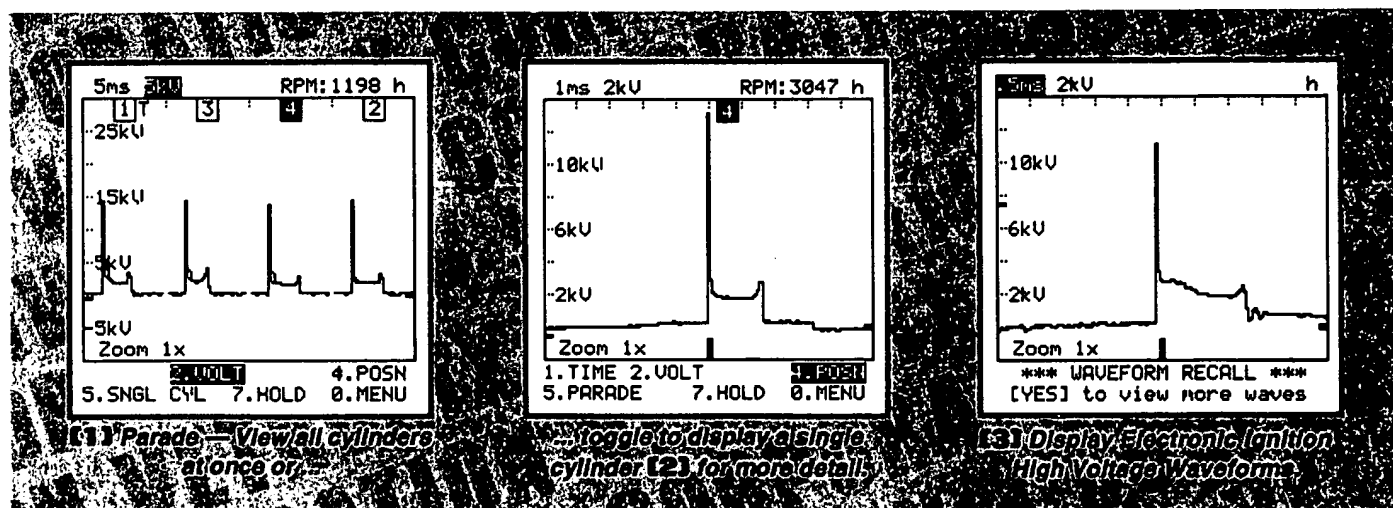 5ms 5kV RPM:1198 h
1 T 3 4 2
25kV
15kV
5kV
-5kV
Zoom 1x
2.VOLT 4.POSN
5.SNGL CYL 7.HOLD 0.MENU
[1] Parade — View all cylinders
at once or —
1ms 2kV RPM:3047 h
4
10kV
6kV
2kV
Zoom 1x
1.TIME 2.VOLT 4.POSN
5.PARADE 7.HOLD 0.MENU
... toggle to display a single
cylinder [2] for more detail.
.5ms 2kV h
10kV
6kV
2kV
Zoom 1x
*** WAVEFORM RECALL ***
[YES] to view more waves
[3] Display Electronic Ignition
High Voltage Waveforms